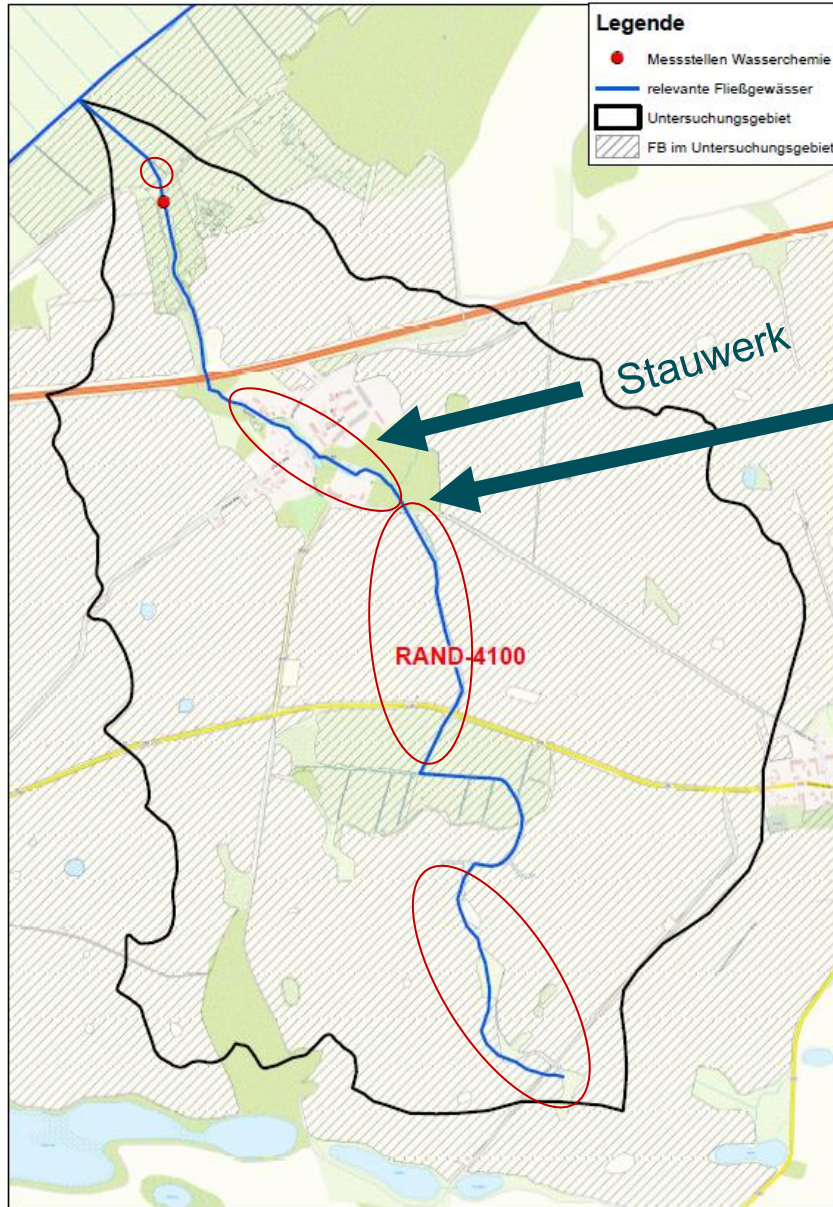 Legende
Messstellen Wasserchemie
relevante Fließgewässer
Untersuchungsgebiet
FB im Untersuchungsgebiet
Stauwerk
RAND-4100